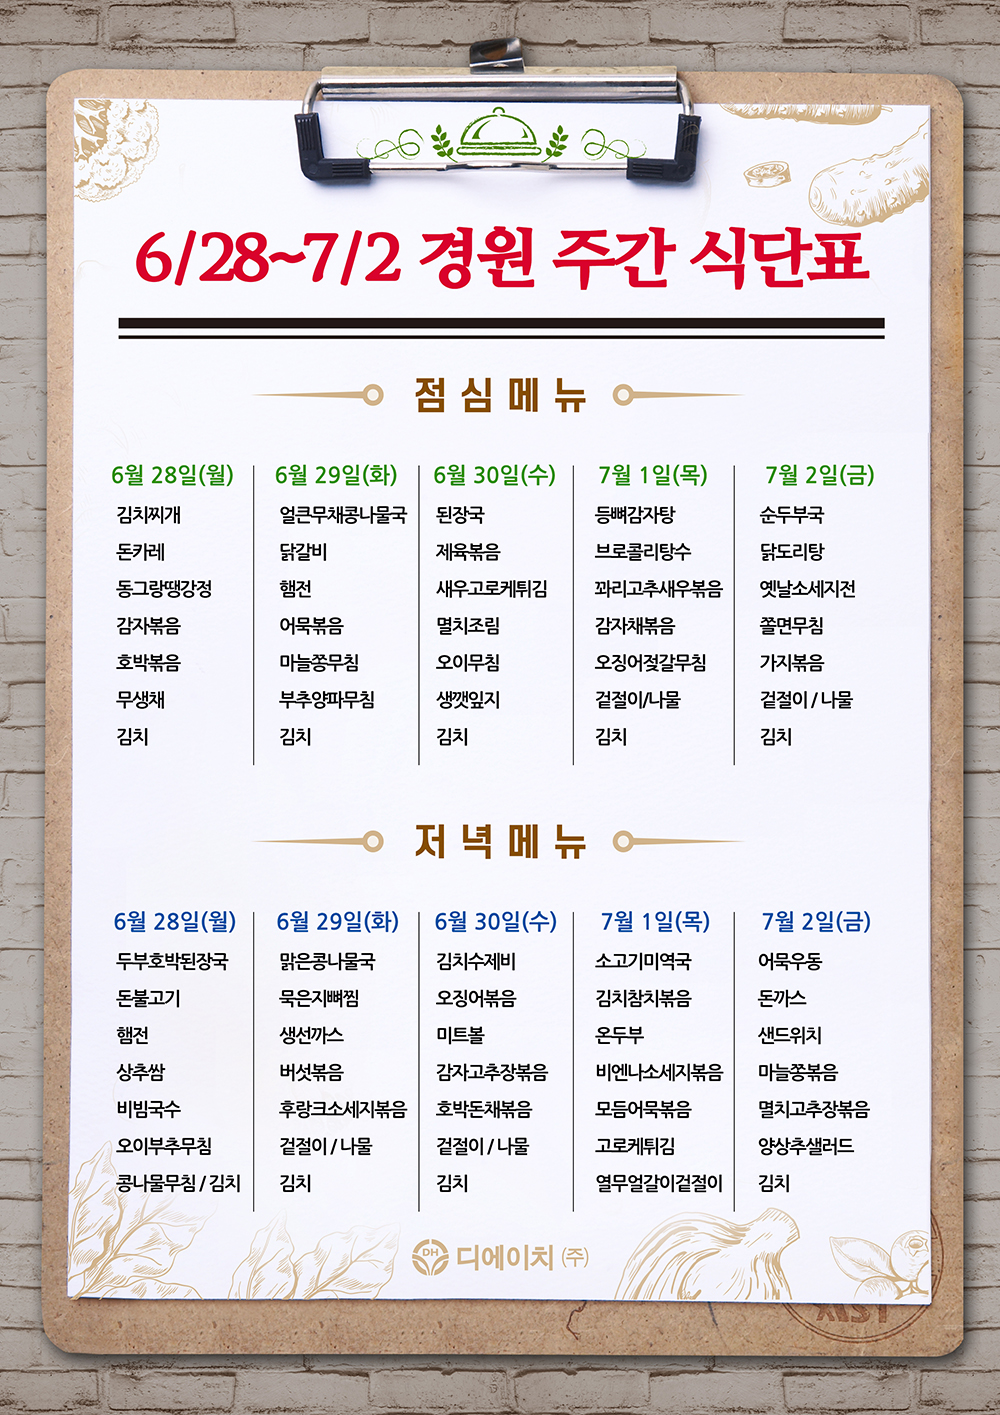 6/28~7/2 경원 주간 식단표
점심메뉴
6월 28일(월) 6월 29일(화) 6월 30일(수) 7월 1일(목) 7월 2일(금)
김치찌개 얼큰무채콩나물국 된장국 등뼈감자탕 순두부국
돈카레 닭갈비 제육볶음 브로콜리탕수 닭도리탕
동그랑땡강정 햄전 새우고로케튀김 꽈리고추새우볶음 옛날소세지전
감자볶음 어묵볶음 멸치조림 감자채볶음 쫄면무침
호박볶음 마늘쫑무침 오이무침 오징어젖갈무침 가지볶음
무생채 부추양파무침 생깻잎지 겉절이/나물 겉절이 / 나물
김치 김치 김치 김치 김치
저녁메뉴
6월 28일(월) 6월 29일(화) 6월 30일(수) 7월 1일(목) 7월 2일(금)
두부호박된장국 맑은콩나물국 김치수제비 소고기미역국 어묵우동
돈불고기 묵은지뼈찜 오징어볶음 김치참치볶음 돈까스
햄전 생선까스 미트볼 온두부 샌드위치
상추쌈 버섯볶음 감자고추장볶음 비엔나소세지볶음 마늘쫑볶음
비빔국수 후랑크소세지볶음 호박돈채볶음 모듬어묵볶음 멸치고추장볶음
오이부추무침 겉절이 / 나물 겉절이 / 나물 고로케튀김 양상추샐러드
콩나물무침 / 김치 김치 김치 열무얼갈이겉절이 김치
DH 디에이치 (주)